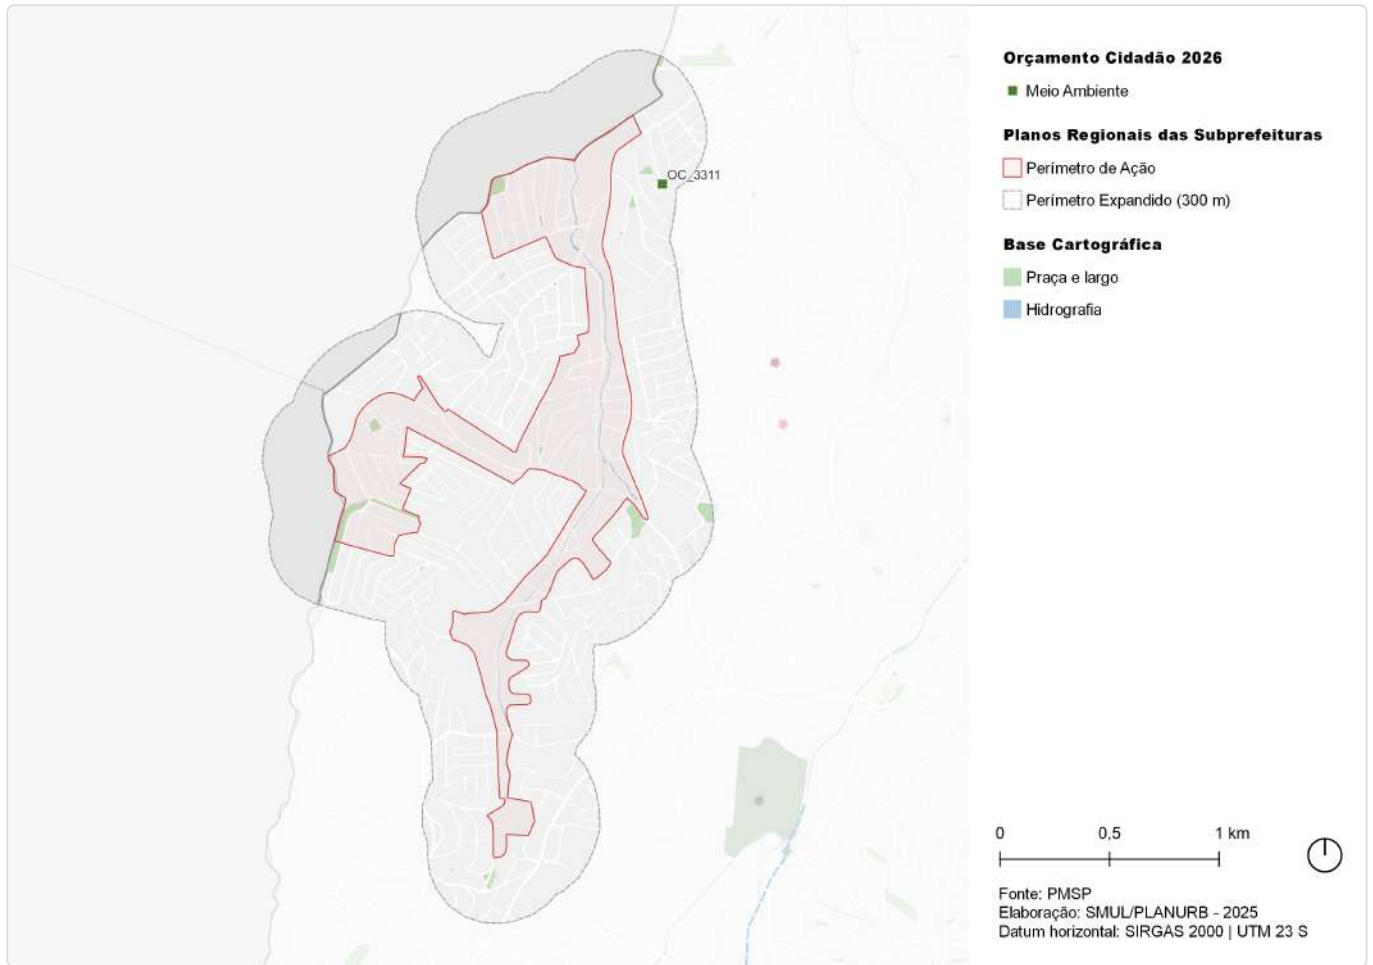 Orçamento Cidadão 2026
Meio Ambiente
Planos Regionais das Subprefeituras
Perímetro de Ação
Perímetro Expandido (300 m)
Base Cartográfica
Praça e largo
Hidrografia
OC_3311
0 0,5 1 km
Fonte: PMSP
Elaboração: SMUL/PLANURB - 2025
Datum horizontal: SIRGAS 2000 | UTM 23 S